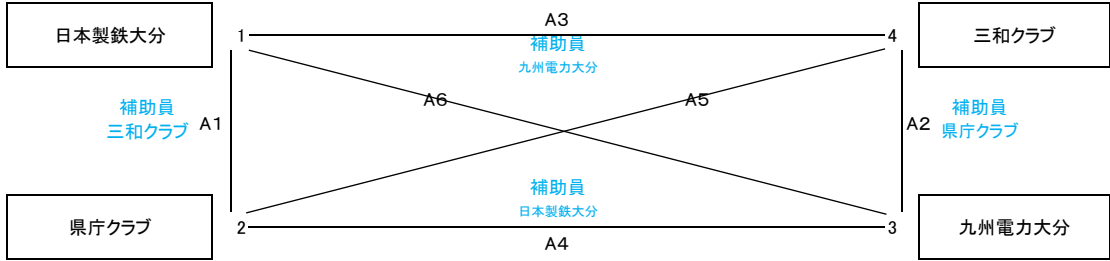 A3
日本製鉄大分
1
4
三和クラブ
補助員
九州電力大分
補助員
三和クラブ
A1
A6
A5
A2
補助員
県庁クラブ
補助員
日本製鉄大分
県庁クラブ
2
3
九州電力大分
A4